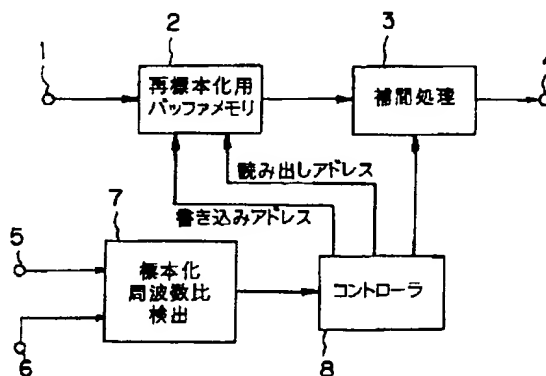 1
2
3
4
再標本化用
バッファメモリ
補間処理
読み出しアドレス
書き込みアドレス
5
6
7
標本化
周波数比
検出
コントローラ
8